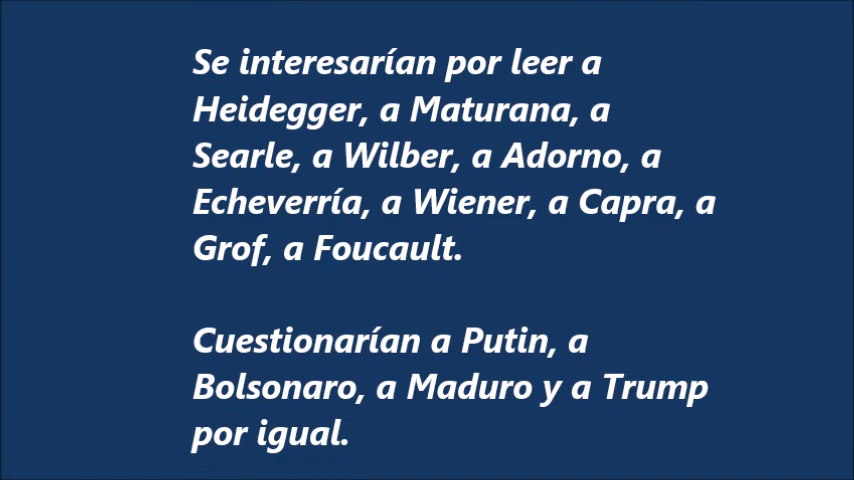 Se interesarían por leer a
Heidegger, a Maturana, a
Searle, a Wilber, a Adorno, a
Echeverría, a Wiener, a Capra, a
Grof, a Foucault.
Cuestionarían a Putin, a
Bolsonaro, a Maduro y a Trump
por igual.